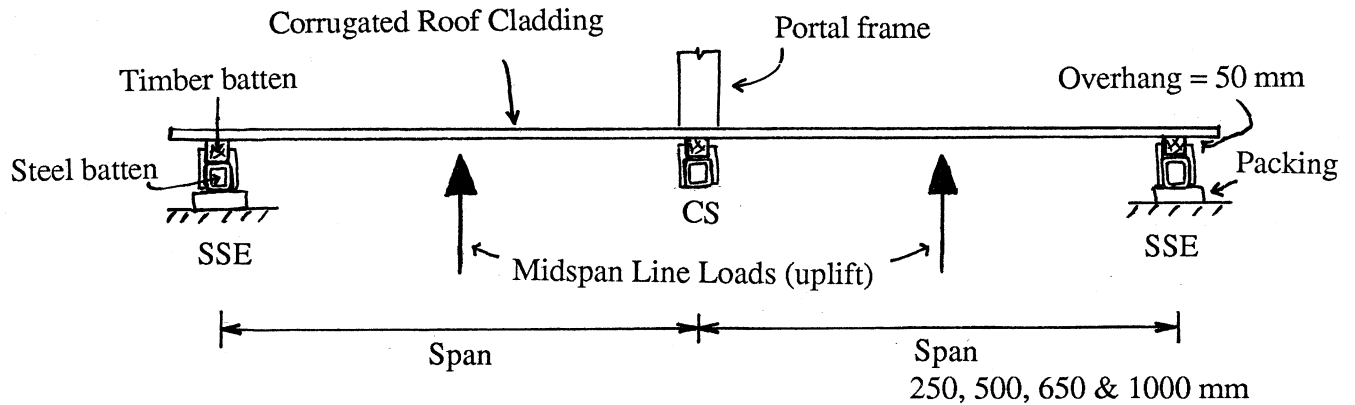 Corrugated Roof Cladding
Portal frame
Timber batten
Overhang = 50 mm
Steel batten
Packing
CS
SSE
SSE
Midspan Line Loads (uplift)
Span
Span
250, 500, 650 & 1000 mm